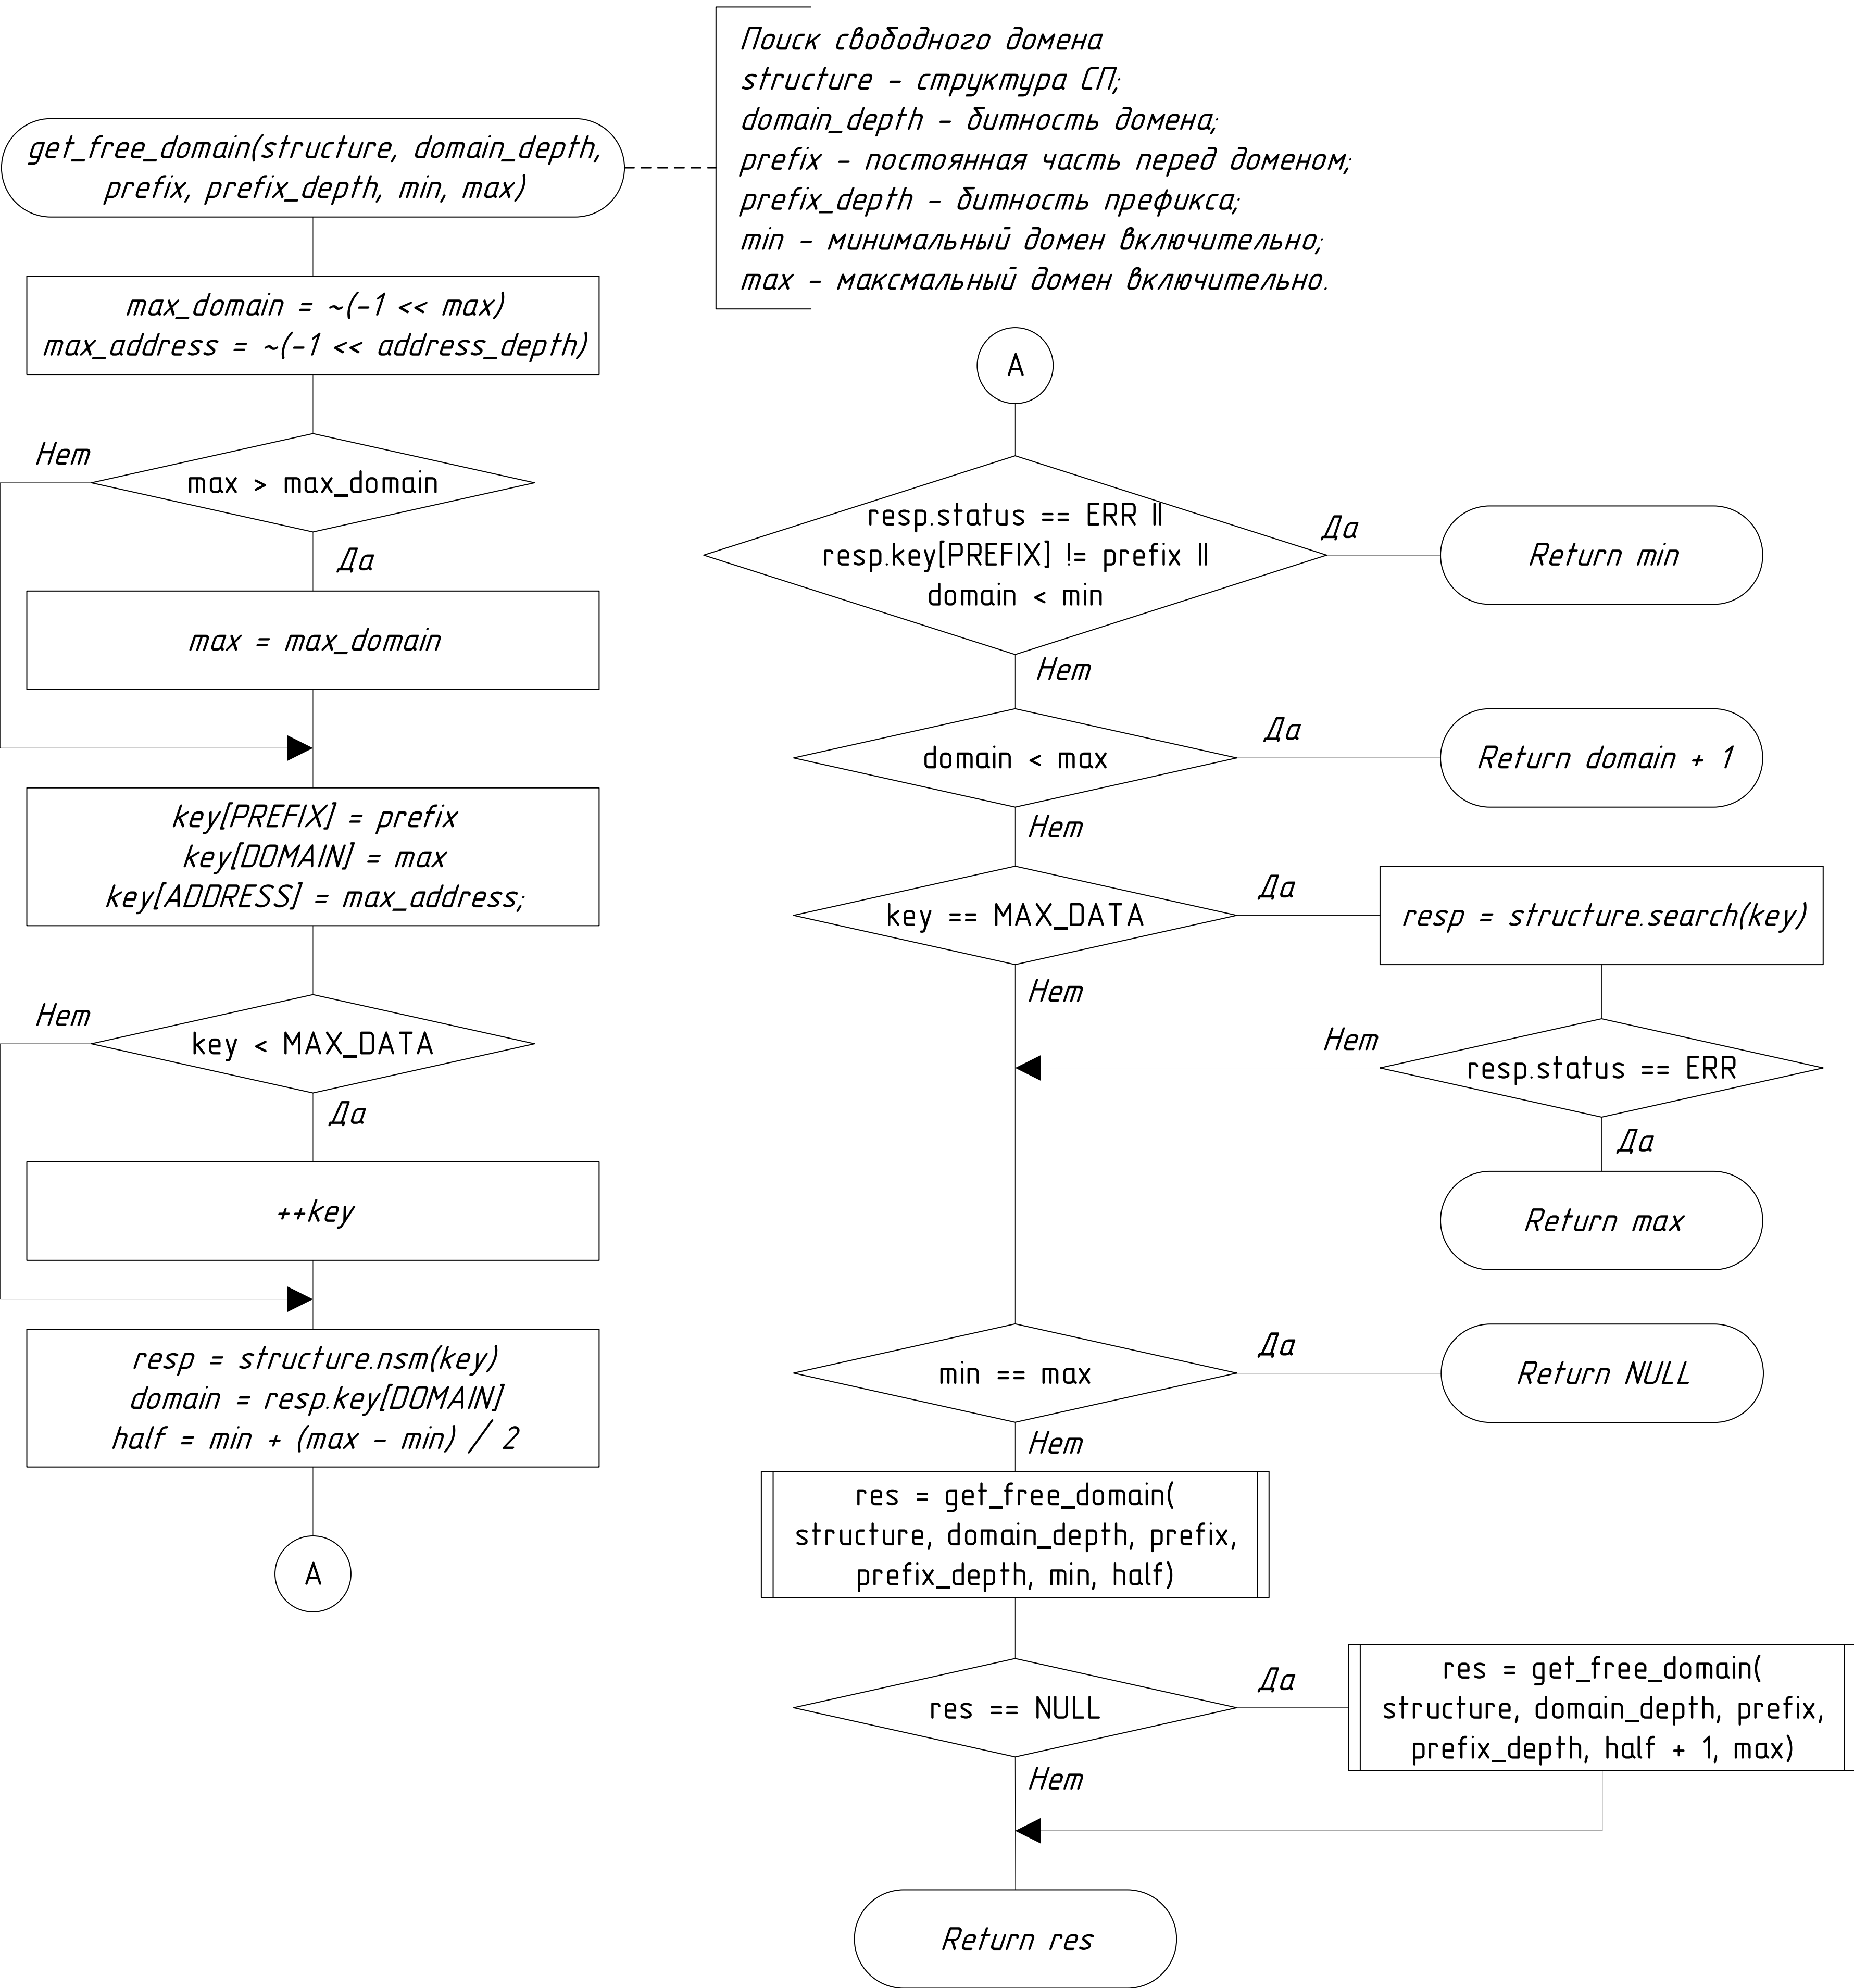 Поиск свободного домена
structure - структура СП;
domain_depth - битность домена;
prefix - постоянная часть перед доменом;
prefix_depth - битность префикса;
min - минимальный домен включительно;
max - максмальный домен включительно.
get_free_domain(structure, domain_depth,
prefix, prefix_depth, min, max)
max_domain = ~(-1 << max)
max_address = ~(-1 << address_depth)
Нет
max > max_domain
Да
max = max_domain
key[PREFIX] = prefix
key[DOMAIN] = max
key[ADDRESS] = max_address;
Нет
key < MAX_DATA
Да
++key
resp = structure.nsm(key)
domain = resp.key[DOMAIN]
half = min + (max - min) / 2
A
A
resp.status == ERR ||
resp.key[PREFIX] != prefix ||
domain < min
Да
Return min
Нет
domain < max
Да
Return domain + 1
Нет
key == MAX_DATA
Да
resp = structure.search(key)
Нет
Нет
resp.status == ERR
Да
Return max
min == max
Да
Return NULL
Нет
res = get_free_domain(
structure, domain_depth, prefix,
prefix_depth, min, half)
res == NULL
Да
res = get_free_domain(
structure, domain_depth, prefix,
prefix_depth, half + 1, max)
Нет
Return res